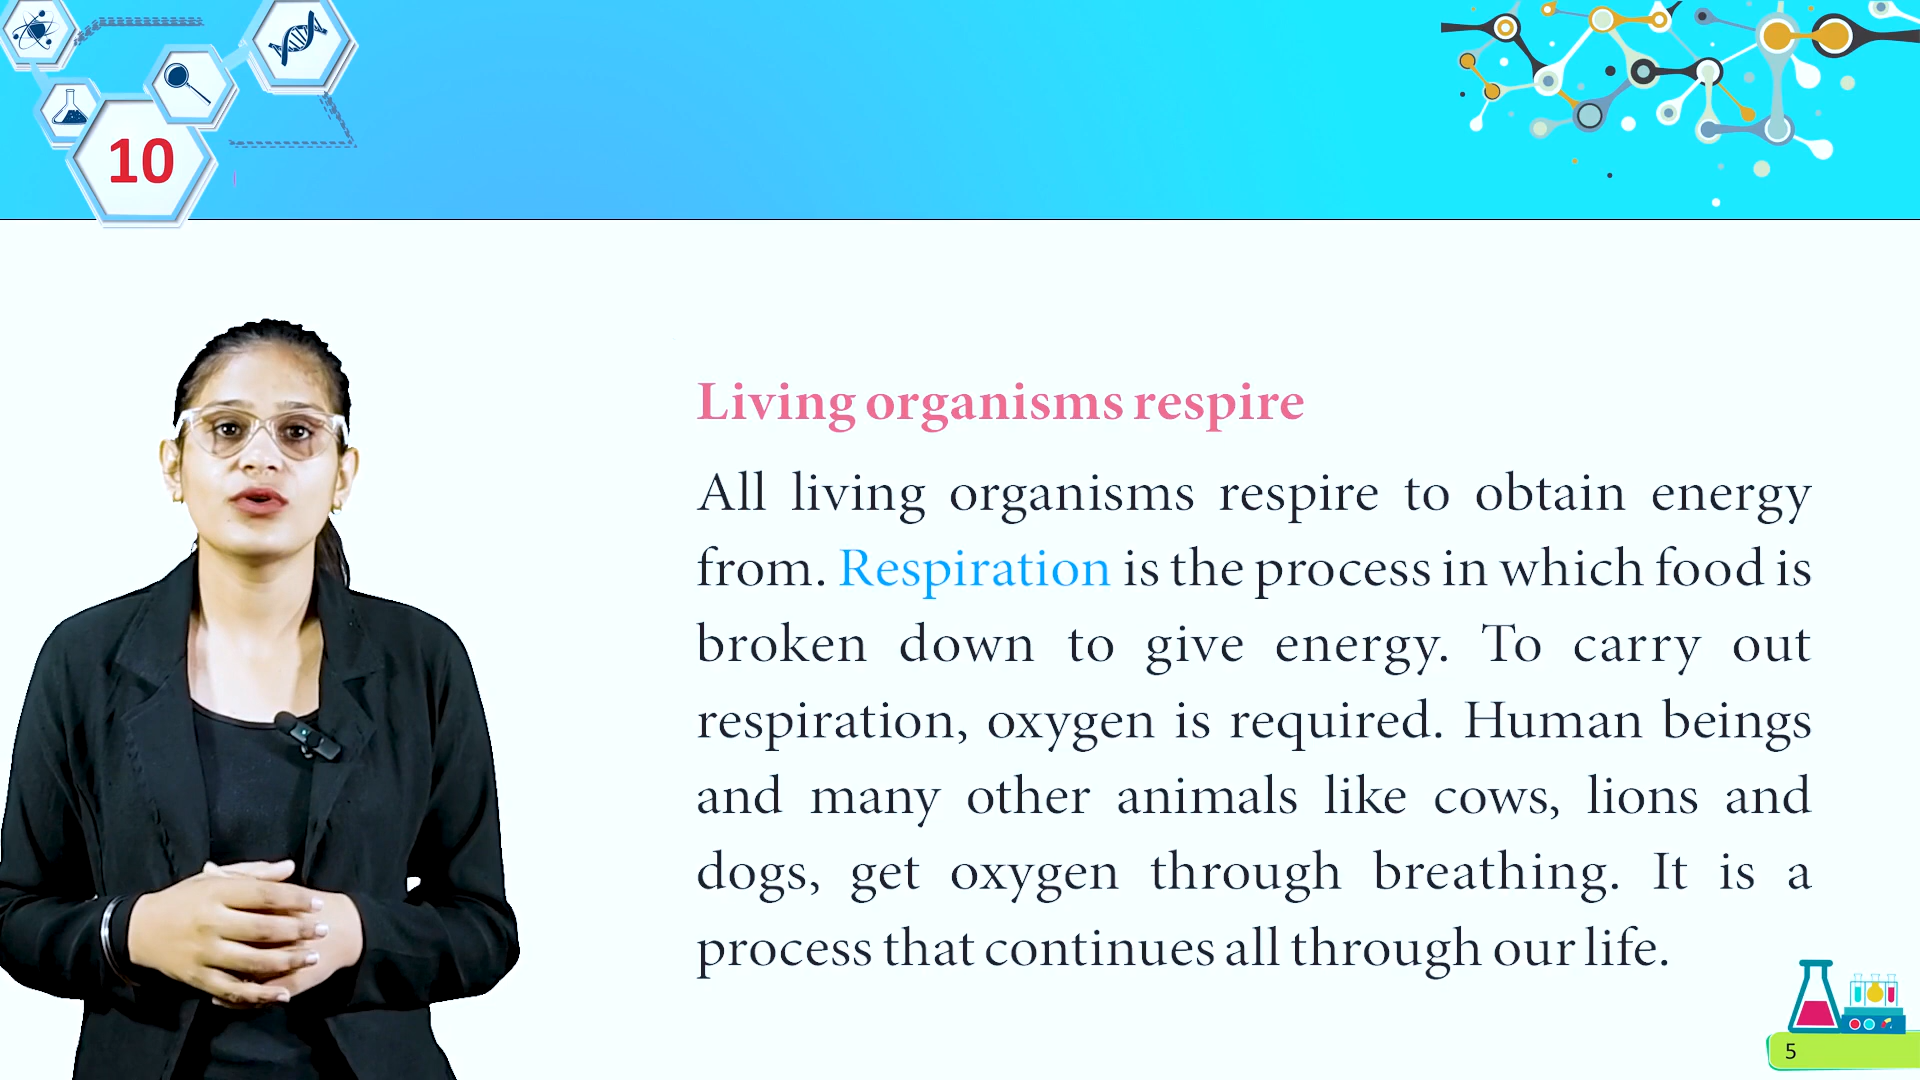 10
Living organisms respire
All living organisms respire to obtain energy
from. Respiration is the process in which food is
broken down to give energy. To carry out
respiration, oxygen is required. Human beings
and many other animals like cows, lions and
dogs, get oxygen through breathing. It is a
process that continues all through our life.
5